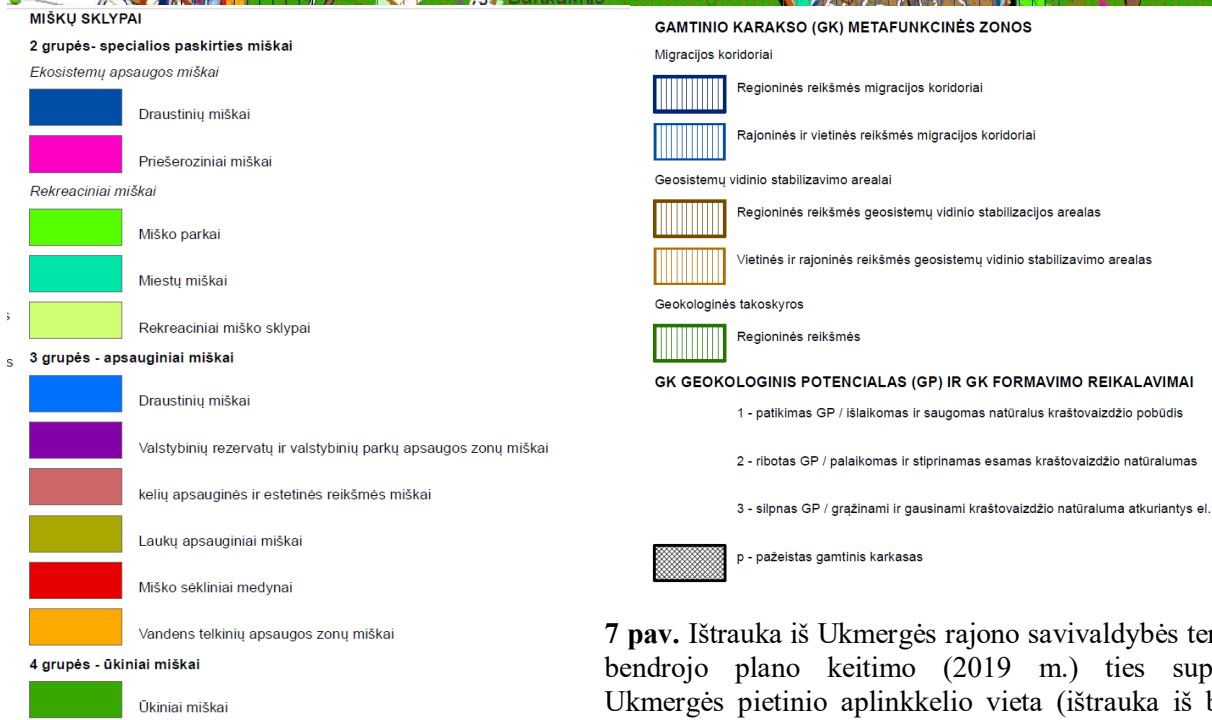 MIŠKŲ SKLYPAI
2 grupės- specialios paskirties miškai
Ekosistemų apsaugos miškai
Draustinių miškai
Priešeroziniai miškai
Rekreaciniai miškai
Miško parkai
Miestų miškai
Rekreaciniai miško sklypai
3 grupės - apsauginiai miškai
Draustinių miškai
Valstybinių rezervatų ir valstybinių parkų apsaugos zonų miškai
kelių apsauginės ir estetinės reikšmės miškai
Laukų apsauginiai miškai
Miško sėkliniai medynai
Vandens telkinių apsaugos zonų miškai
4 grupės - ūkiniai miškai
Ūkiniai miškai
GAMTINIO KARAKSO (GK) METAFUNKCINĖS ZONOS
Migracijos koridoriai
Regioninės reikšmės migracijos koridoriai
Rajoninės ir vietinės reikšmės migracijos koridoriai
Geosistemų vidinio stabilizavimo arealai
Regioninės reikšmės geosistemų vidinio stabilizacijos arealas
Vietinės ir rajoninės reikšmės geosistemų vidinio stabilizavimo arealas
Geokologinės takoskyros
Regioninės reikšmės
GK GEOKOLOGINIS POTENCIALAS (GP) IR GK FORMAVIMO REIKALAVIMAI
1 - patikimas GP / išlaikomas ir saugomas natūralus kraštovaizdžio pobūdis
2 - ribotas GP / palaikomas ir stiprinamas esamas kraštovaizdžio natūralumas
3 - silpnas GP / grąžinami ir gausinami kraštovaizdžio natūraluma atkuriantys el.
p - pažeistas gamtinis karkasas
7 pav. Ištrauka iš Ukmergės rajono savivaldybės ter
bendrojo plano keitimo (2019 m.) ties sup
Ukmergės pietinio aplinkkelio vieta (ištrauka iš b